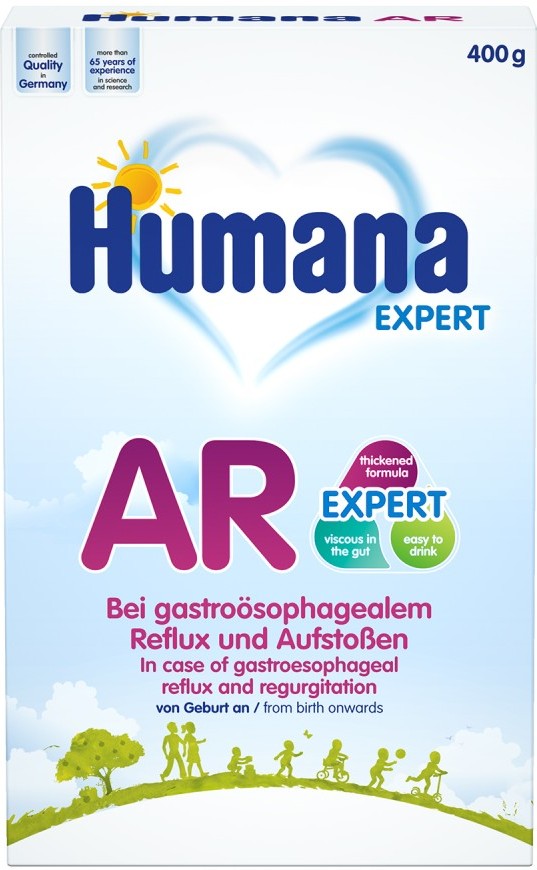 Humana AR
controlled
Quality
in
Germany
more than
65 years of
experience
in science
and research
400 g
Humana
EXPERT
AR
thickened
formula
EXPERT
viscous in
the gut
easy to
drink
Bei gastroösophagealem
Reflux und Aufstoßen
In case of gastroesophageal
reflux and regurgitation
von Geburt an / from birth onwards